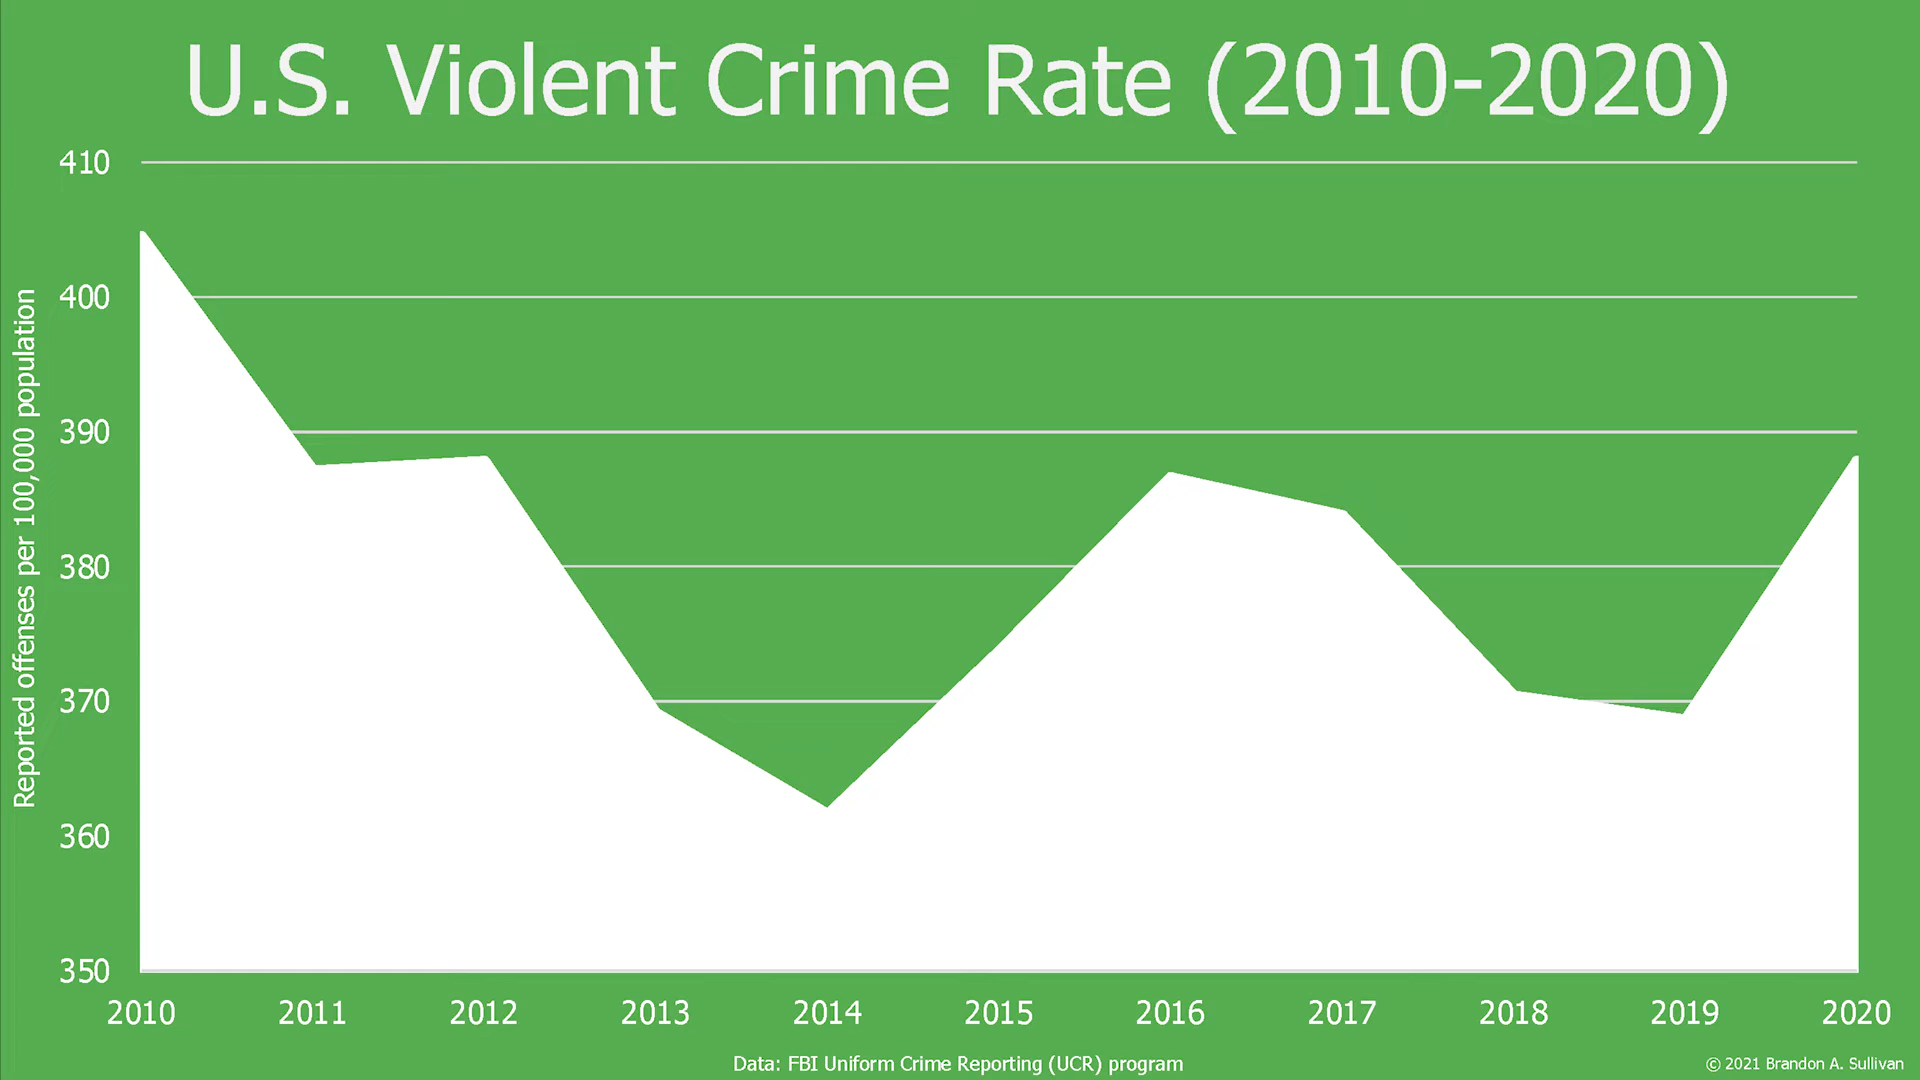 U.S. Violent Crime Rate (2010-2020)
410
400
390
380
370
360
350
Reported offenses per 100,000 population
2010 2011 2012 2013 2014 2015 2016 2017 2018 2019 2020
Data: FBI Uniform Crime Reporting (UCR) program
© 2021 Brandon A. Sullivan